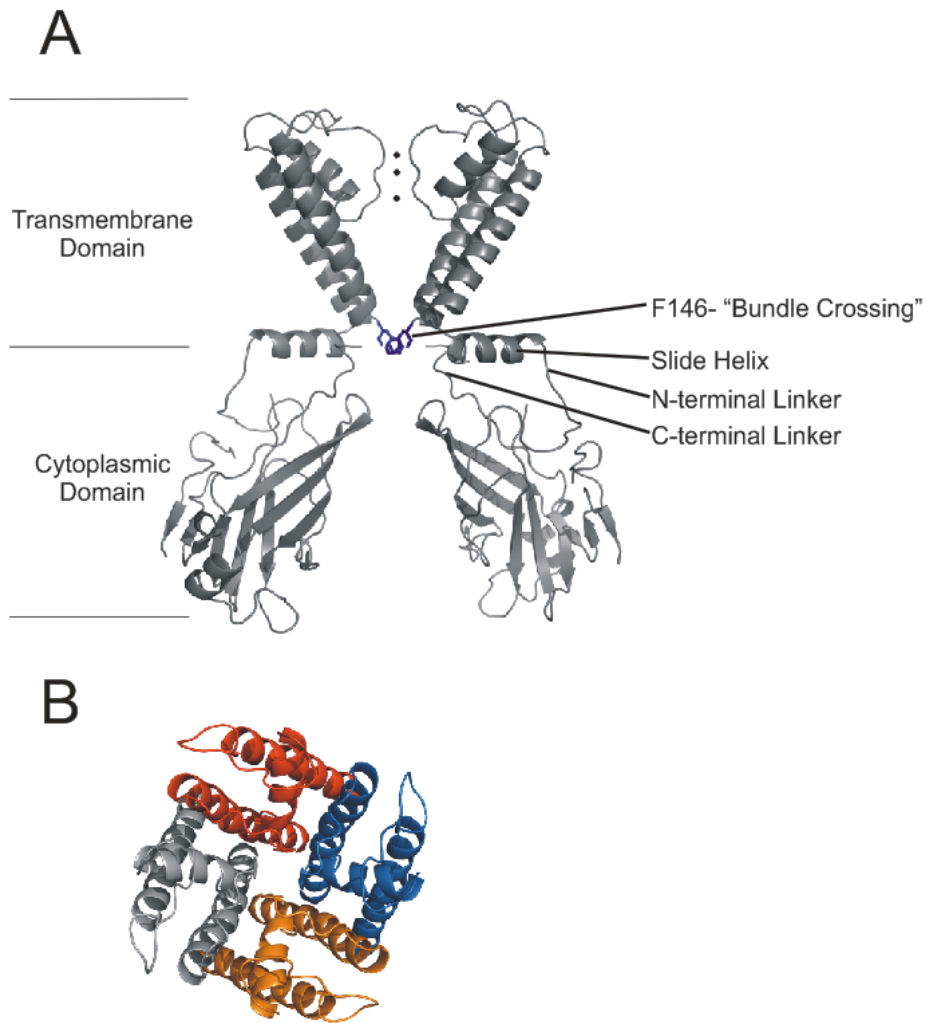 A
Transmembrane
Domain
F146- “Bundle Crossing”
Slide Helix
N-terminal Linker
C-terminal Linker
Cytoplasmic
Domain
B